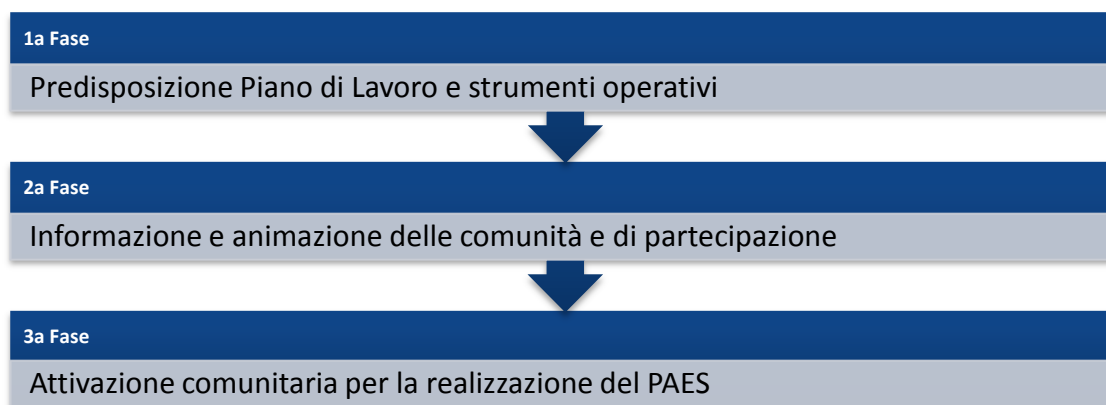 1a Fase
Predisposizione Piano di Lavoro e strumenti operativi
2a Fase
Informazione e animazione delle comunità e di partecipazione
3a Fase
Attivazione comunitaria per la realizzazione del PAES